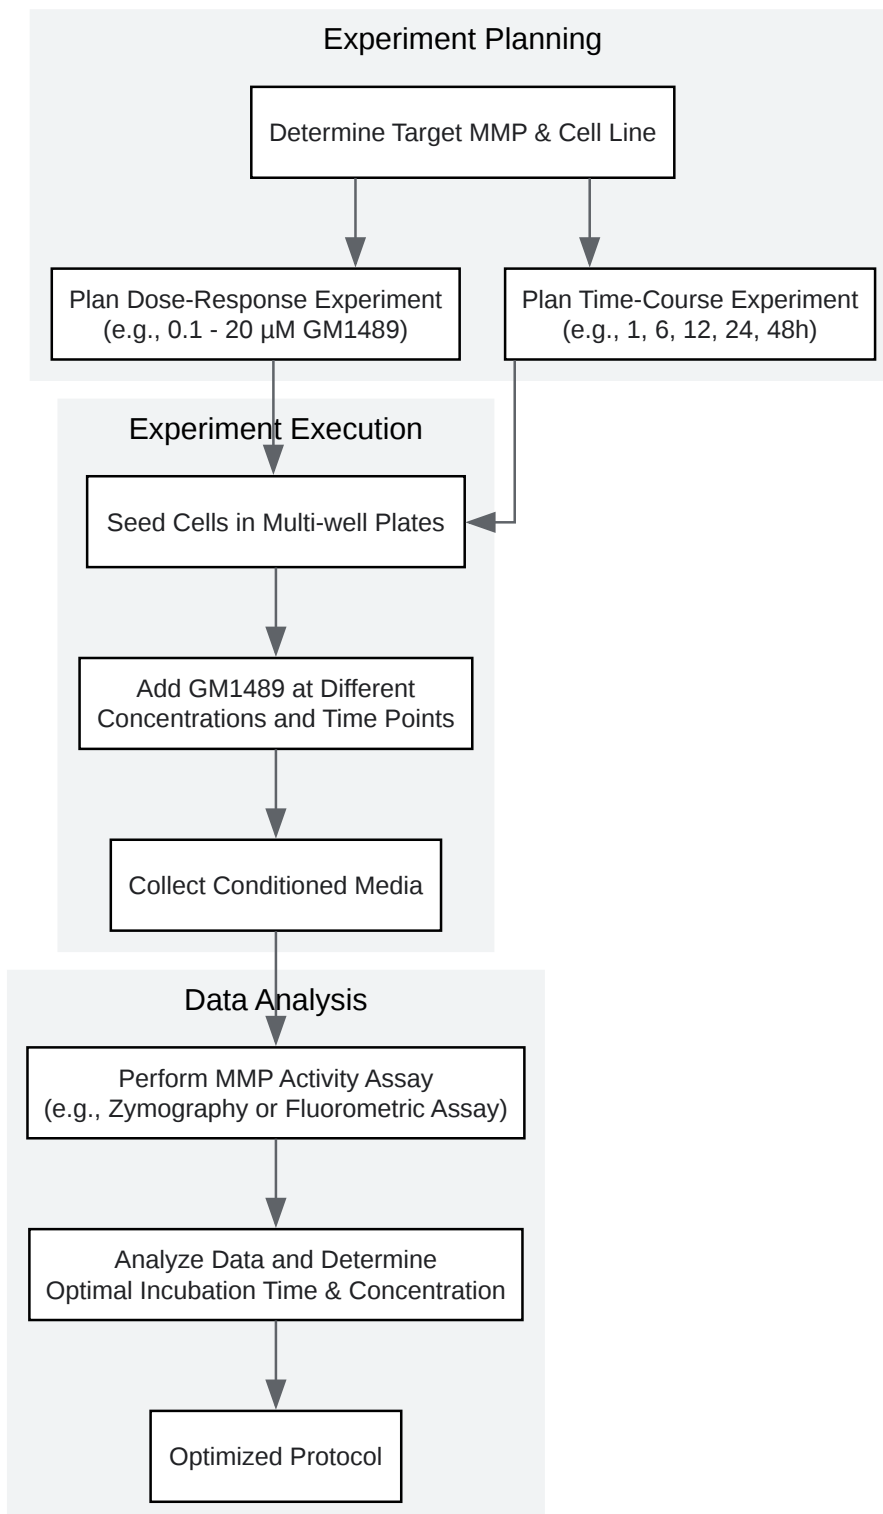 Experiment Planning
Determine Target MMP & Cell Line
Plan Dose-Response Experiment
(e.g., 0.1 - 20 µM GM1489)
Plan Time-Course Experiment
(e.g., 1, 6, 12, 24, 48h)
Experiment Execution
Seed Cells in Multi-well Plates
Add GM1489 at Different
Concentrations and Time Points
Collect Conditioned Media
Data Analysis
Perform MMP Activity Assay
(e.g., Zymography or Fluorometric Assay)
Analyze Data and Determine
Optimal Incubation Time & Concentration
Optimized Protocol